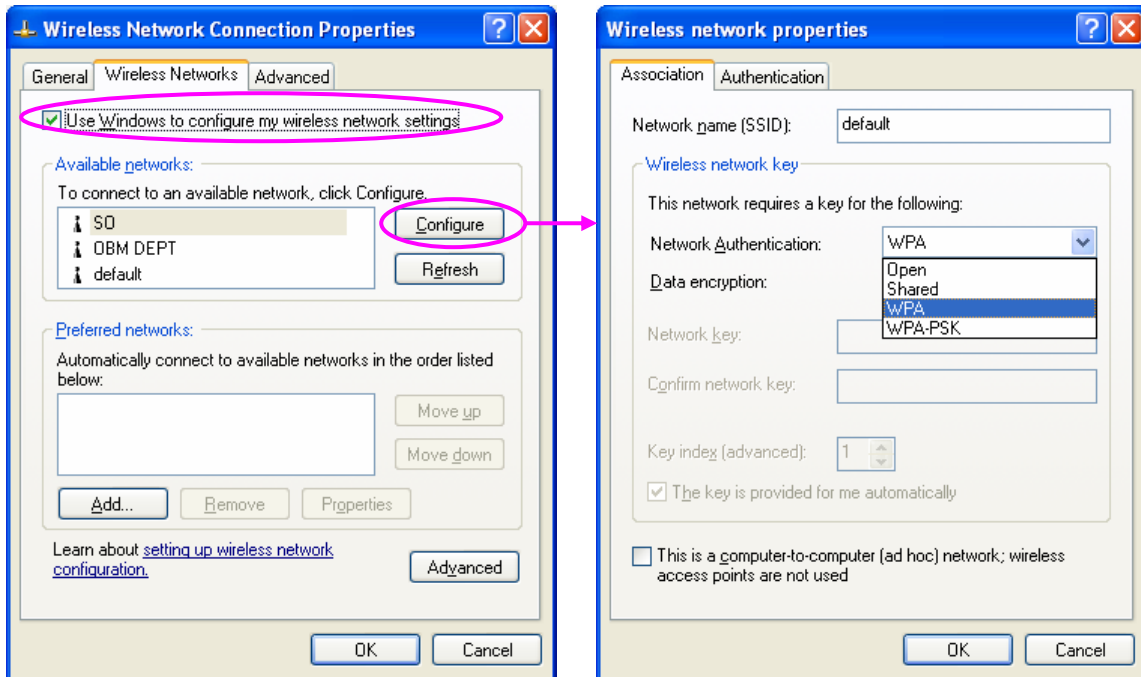 Wireless Network Connection Properties
General Wireless Networks Advanced
Use Windows to configure my wireless network settings
Available networks:
To connect to an available network, click Configure.
SO
OBM DEPT
default
Configure
Refresh
Preferred networks:
Automatically connect to available networks in the order listed
below:
Move up
Move down
Add... Remove Properties
Learn about setting up wireless network
configuration.
Advanced
OK Cancel
Wireless network properties
Association Authentication
Network name (SSID): default
Wireless network key
This network requires a key for the following:
Network Authentication: WPA
Open
Shared
WPA
WPA-PSK
Data encryption:
Network key:
Confirm network key:
Key index (advanced): 1
The key is provided for me automatically
This is a computer-to-computer (ad hoc) network; wireless
access points are not used
OK Cancel